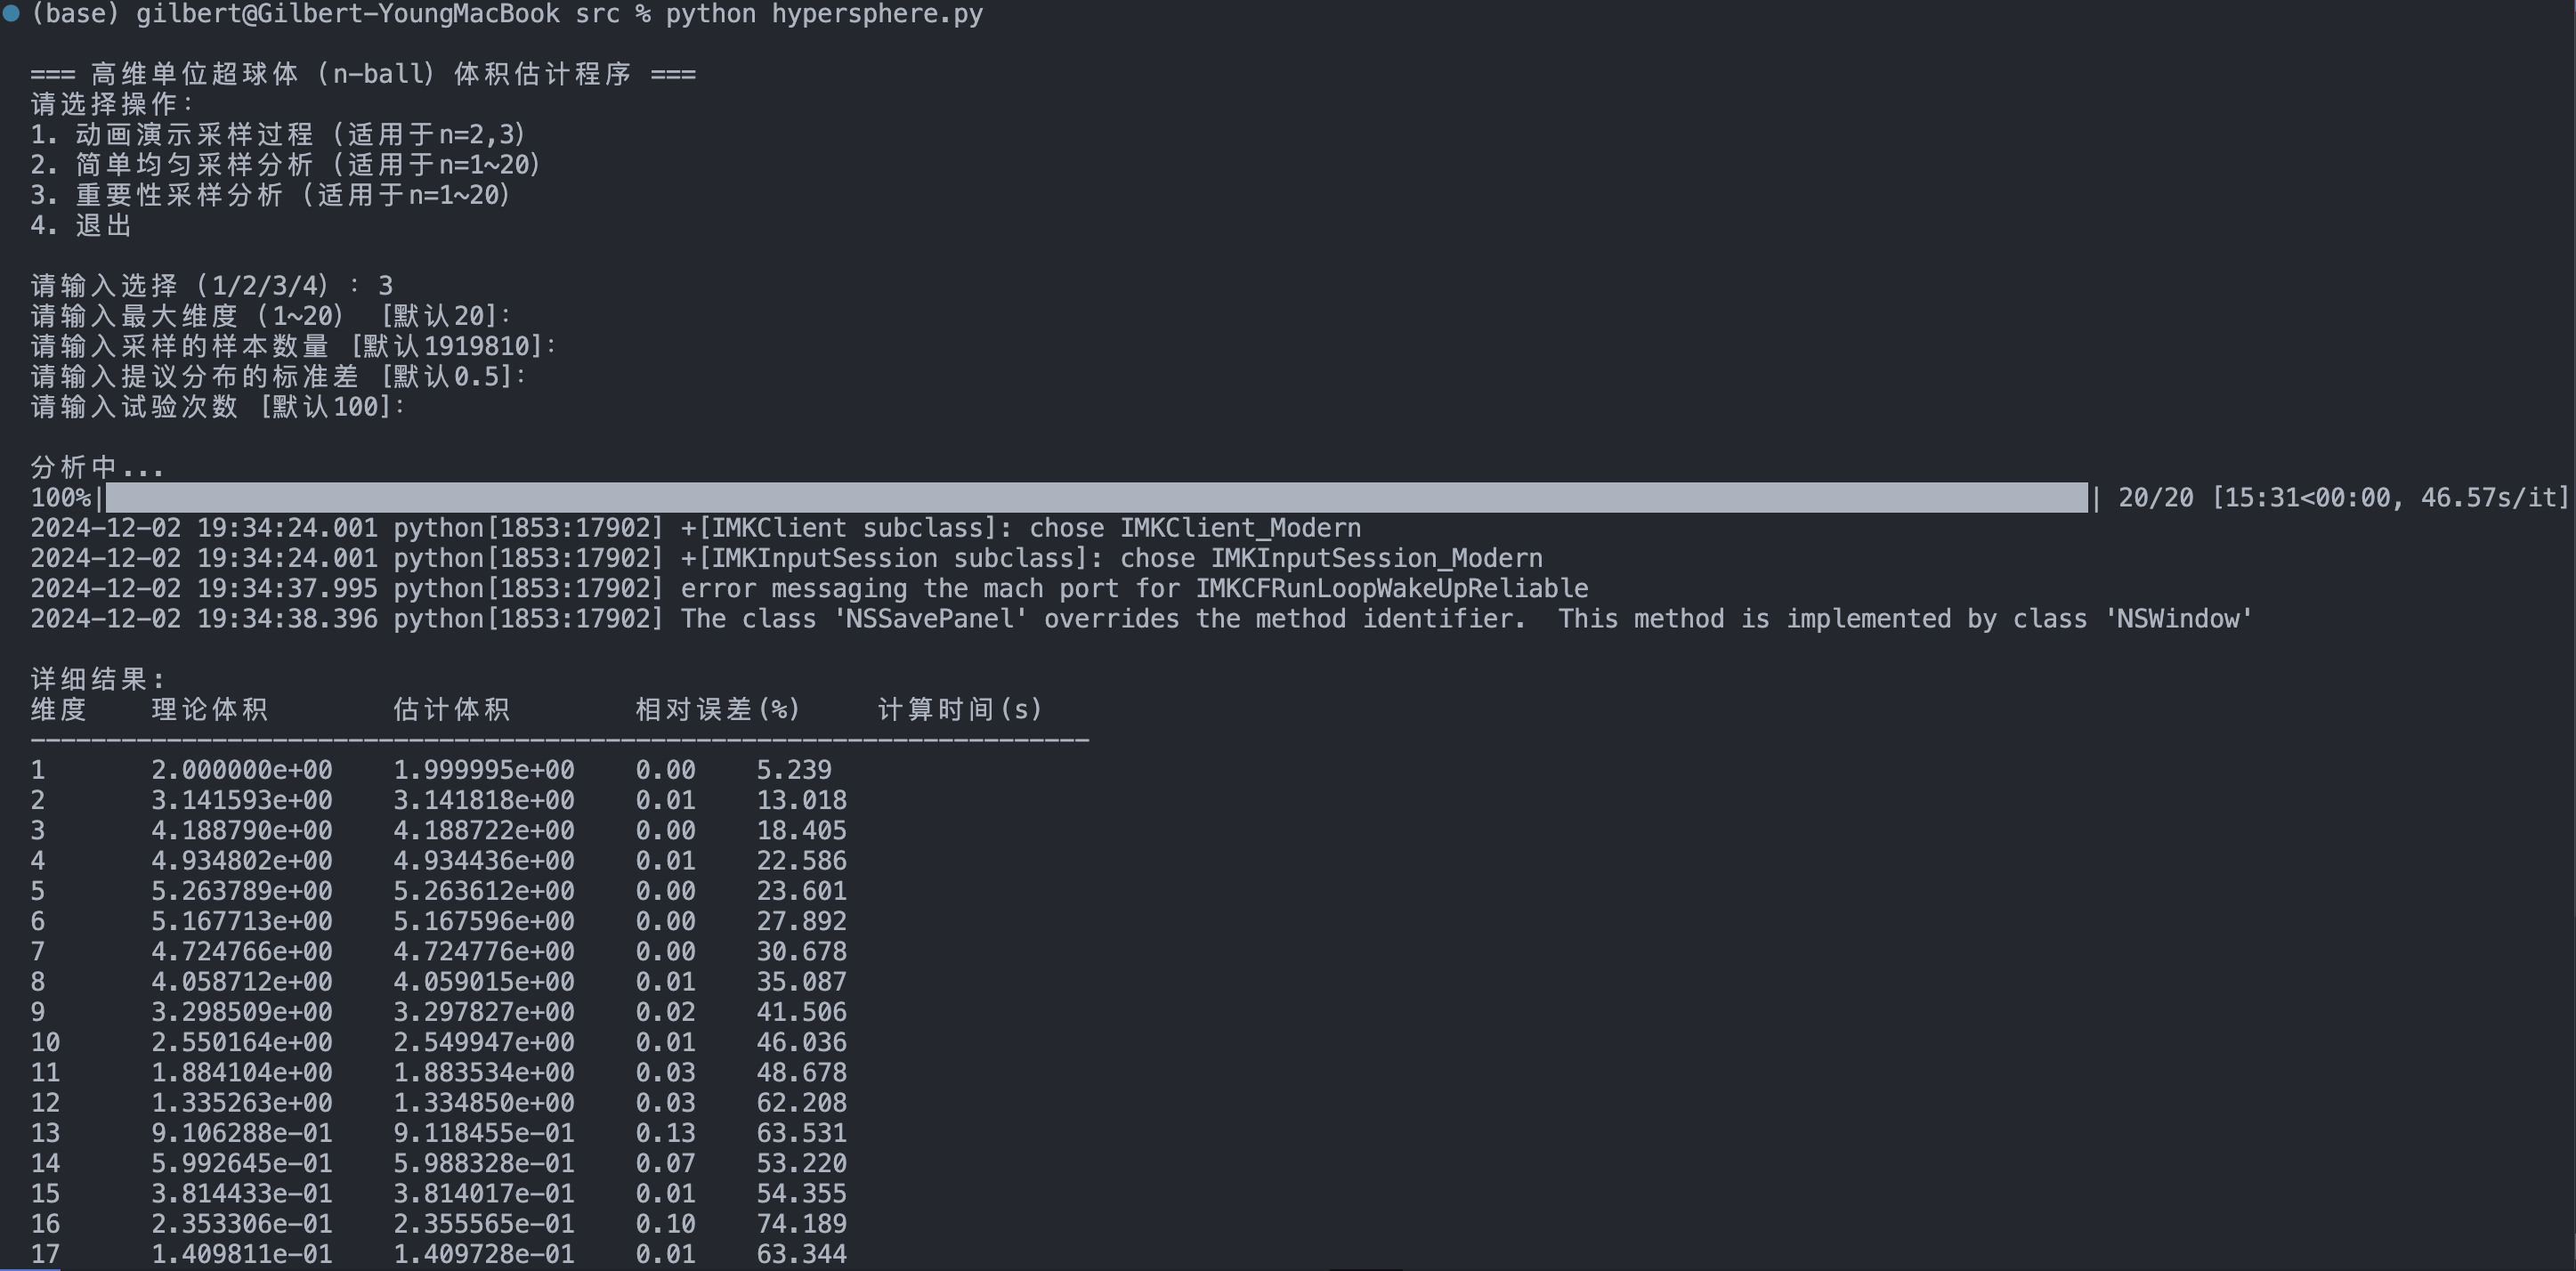 (base) gilbert@Gilbert-YoungMacBook src % python hypersphere.py
=== 高维单位超球体 (n-ball) 体积估计程序 ===
请选择操作:
1. 动画演示采样过程 (适用于n=2,3)
2. 简单均匀采样分析 (适用于n=1~20)
3. 重要性采样分析 (适用于n=1~20)
4. 退出
请输入选择 (1/2/3/4) : 3
请输入最大维度 (1~20) [默认20]:
请输入采样的样本数量 [默认1919810]:
请输入提议分布的标准差 [默认0.5]:
请输入试验次数 [默认100]:
分析中...
100%| | 20/20 [15:31<00:00, 46.57s/it]
2024-12-02 19:34:24.001 python[1853:17902] +[IMKClient subclass]: chose IMKClient_Modern
2024-12-02 19:34:24.001 python[1853:17902] +[IMKInputSession subclass]: chose IMKInputSession_Modern
2024-12-02 19:34:37.995 python[1853:17902] error messaging the mach port for IMKCFRunLoopWakeUpReliable
2024-12-02 19:34:38.396 python[1853:17902] The class 'NSSavePanel' overrides the method identifier.  This method is implemented by class 'NSWindow'
详细结果:
维度 理论体积 估计体积 相对误差(%) 计算时间(s)
----------------------------------------------------------------------
1 2.000000e+00 1.999995e+00 0.00 5.239
2 3.141593e+00 3.141818e+00 0.01 13.018
3 4.188790e+00 4.188722e+00 0.00 18.405
4 4.934802e+00 4.934436e+00 0.01 22.586
5 5.263789e+00 5.263612e+00 0.00 23.601
6 5.167713e+00 5.167596e+00 0.00 27.892
7 4.724766e+00 4.724776e+00 0.00 30.678
8 4.058712e+00 4.059015e+00 0.01 35.087
9 3.298509e+00 3.297827e+00 0.02 41.506
10 2.550164e+00 2.549947e+00 0.01 46.036
11 1.884104e+00 1.883534e+00 0.03 48.678
12 1.335263e+00 1.334850e+00 0.03 62.208
13 9.106288e-01 9.118455e-01 0.13 63.531
14 5.992645e-01 5.988328e-01 0.07 53.220
15 3.814433e-01 3.814017e-01 0.01 54.355
16 2.353306e-01 2.355565e-01 0.10 74.189
17 1.409811e-01 1.409728e-01 0.01 63.344